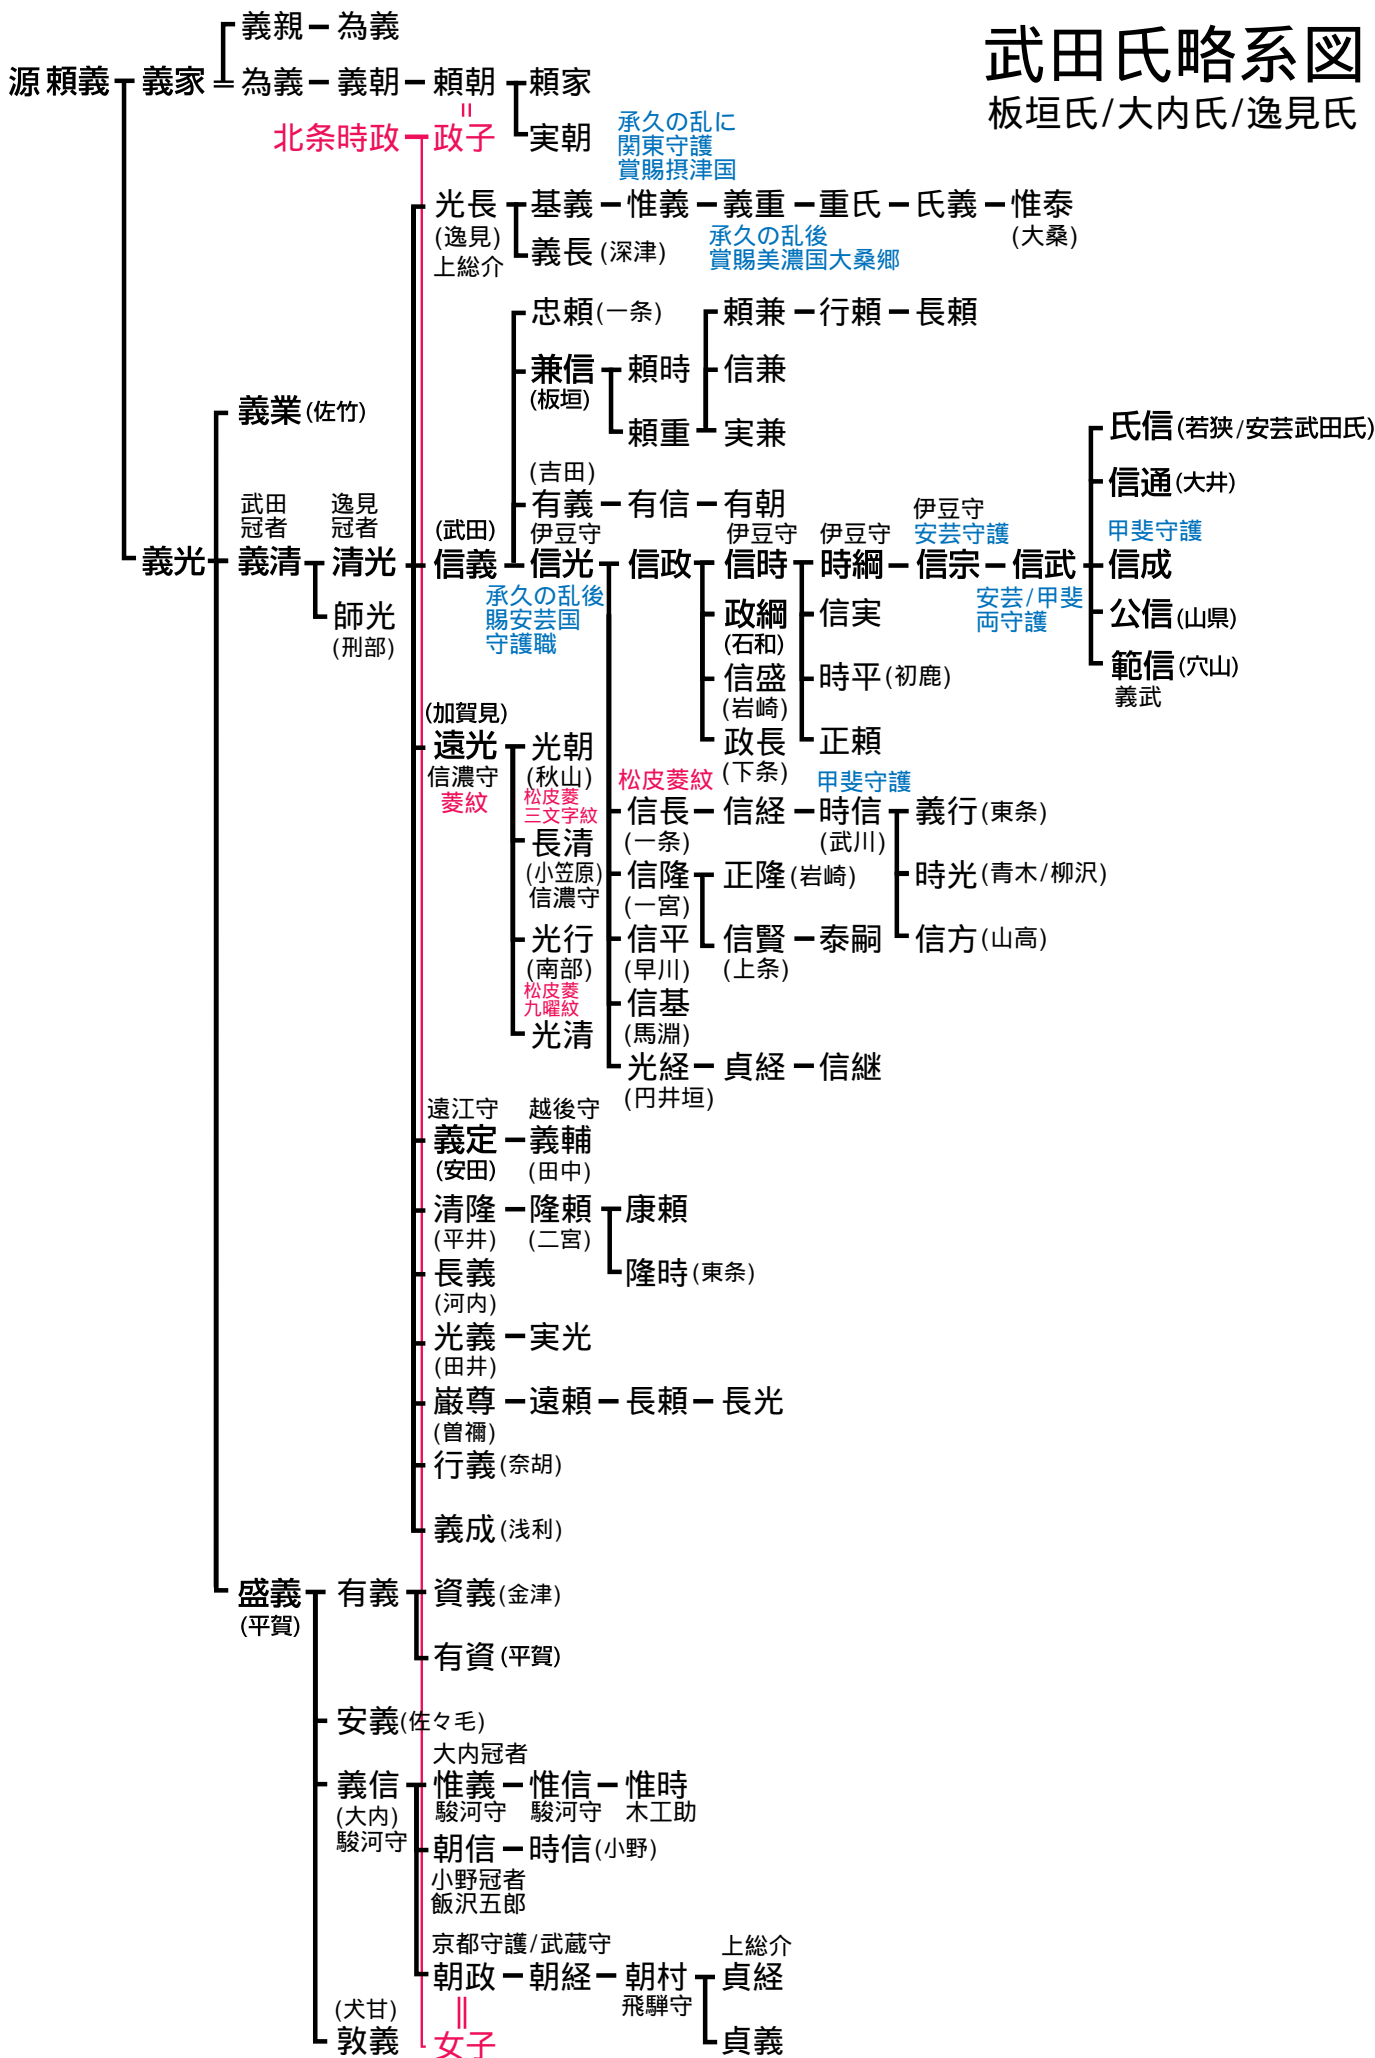 武田氏略系図
板垣氏/大内氏/逸見氏
義親 為義
源 頼義 義家 為義 義朝 頼朝 頼家
北条時政 政子 実朝
承久の乱に
関東守護
賞賜摂津国
光長 基義 惟義 義重 重氏 氏義 惟泰
(逸見)
上総介
義長 (深津)
承久の乱後
賞賜美濃国大桑郷
(大桑)
忠頼(一条)
頼兼 行頼 長頼
兼信 頼時 信兼
(板垣)
頼重 実兼
義業(佐竹)
(吉田)
有義 有信 有朝
武田
冠者
逸見
冠者
(武田)
伊豆守
伊豆守
伊豆守
伊豆守
安芸守護
義光 義清 清光 信義 信光 信政 信時 時綱 信宗 信武
師光
(刑部)
承久の乱後
賜安芸国
守護職
安芸/甲斐
両守護
氏信(若狭/安芸武田氏)
信通(大井)
甲斐守護
信成
公信(山県)
範信(穴山)
義武
政綱
(石和)
信盛
(岩崎)
政長
(下条)
信実
時平(初鹿)
正頼
(加賀見)
遠光
信濃守
菱紋
光朝
(秋山)
松皮菱
三文字紋
長清
(小笠原)
信濃守
光行
(南部)
松皮菱
九曜紋
光清
松皮菱紋
甲斐守護
信長 信経 時信 義行(東条)
(一条)
(武川)
時光(青木/柳沢)
信方(山高)
信隆 正隆(岩崎)
(一宮)
信平 信賢 泰嗣
(早川) (上条)
信基
(馬淵)
光経 貞経 信継
(円井垣)
遠江守 越後守
義定 義輔
(安田) (田中)
清隆 隆頼 康頼
(平井) (二宮)
隆時(東条)
長義
(河内)
光義 実光
(田井)
巌尊 遠頼 長頼 長光
(曽禰)
行義(奈胡)
義成(浅利)
盛義 有義 資義(金津)
(平賀)
有資(平賀)
安義(佐々毛)
大内冠者
義信 惟義 惟信 惟時
(大内)
駿河守
駿河守 駿河守 木工助
朝信 時信(小野)
小野冠者
飯沢五郎
京都守護/武蔵守
上総介
朝政 朝経 朝村 貞経
飛騨守
(犬甘)
敦義 女子 貞義